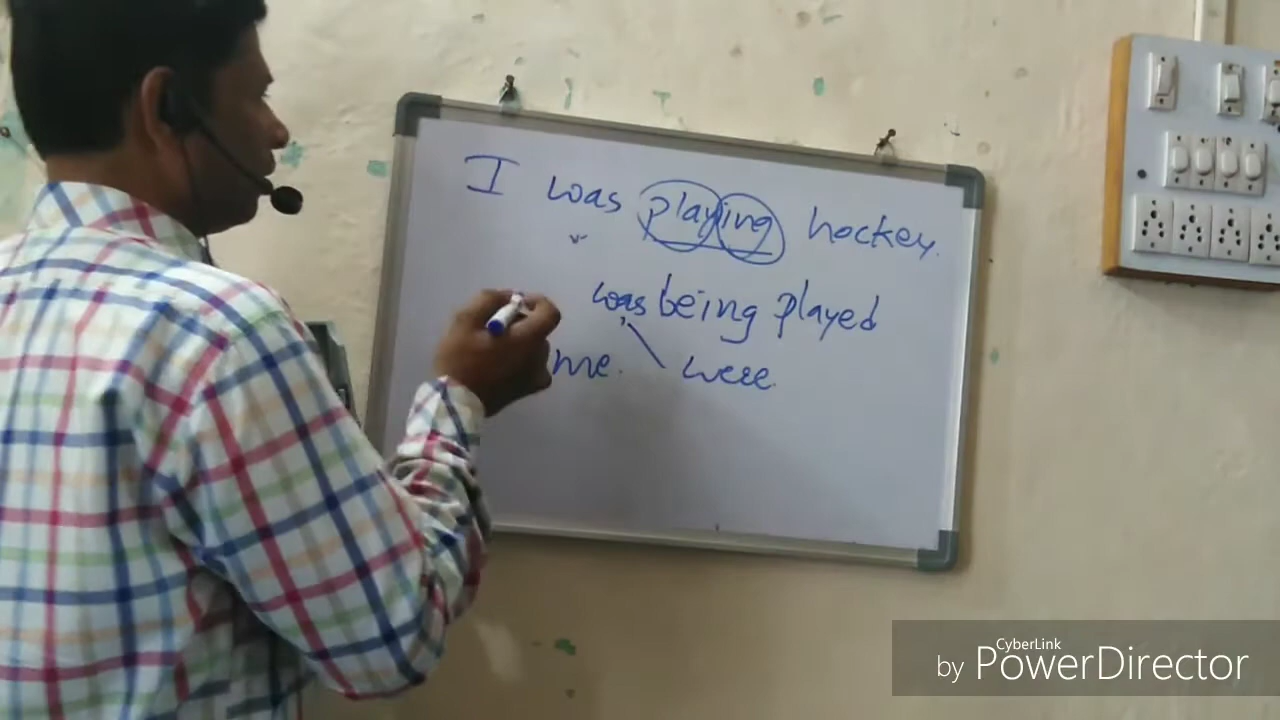 I was playing hockey.
was being played
me. were.
CyberLink
by PowerDirector